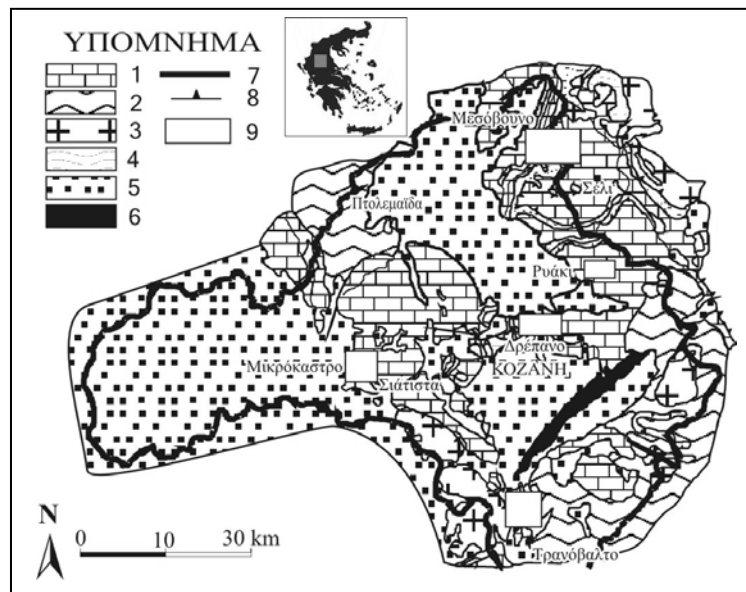 ΥΠΟΜΝΗΜΑ
1 7
2 8
3 9
4
5
6
Μεσόβουνο
Σέλι
Πτολεμαΐδα
Ρυάκι
Δρέπανο
ΚΟΖΑΝΗ
Μικρόκαστρο
Σιάτιστα
Τρανόβαλτο
N
0 10 30 km